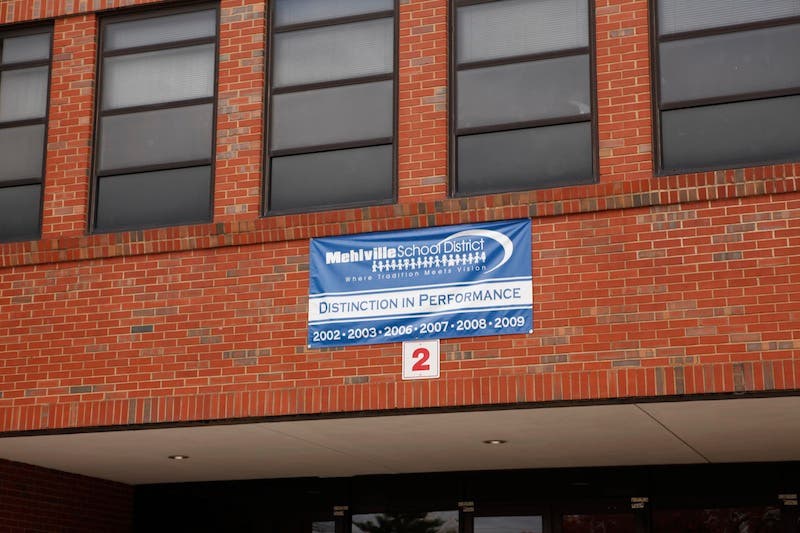 Mehlville School District
Where Tradition Meets Vision
DISTINCTION IN PERFORMANCE
2002 • 2003 • 2006 • 2007 • 2008 • 2009
2